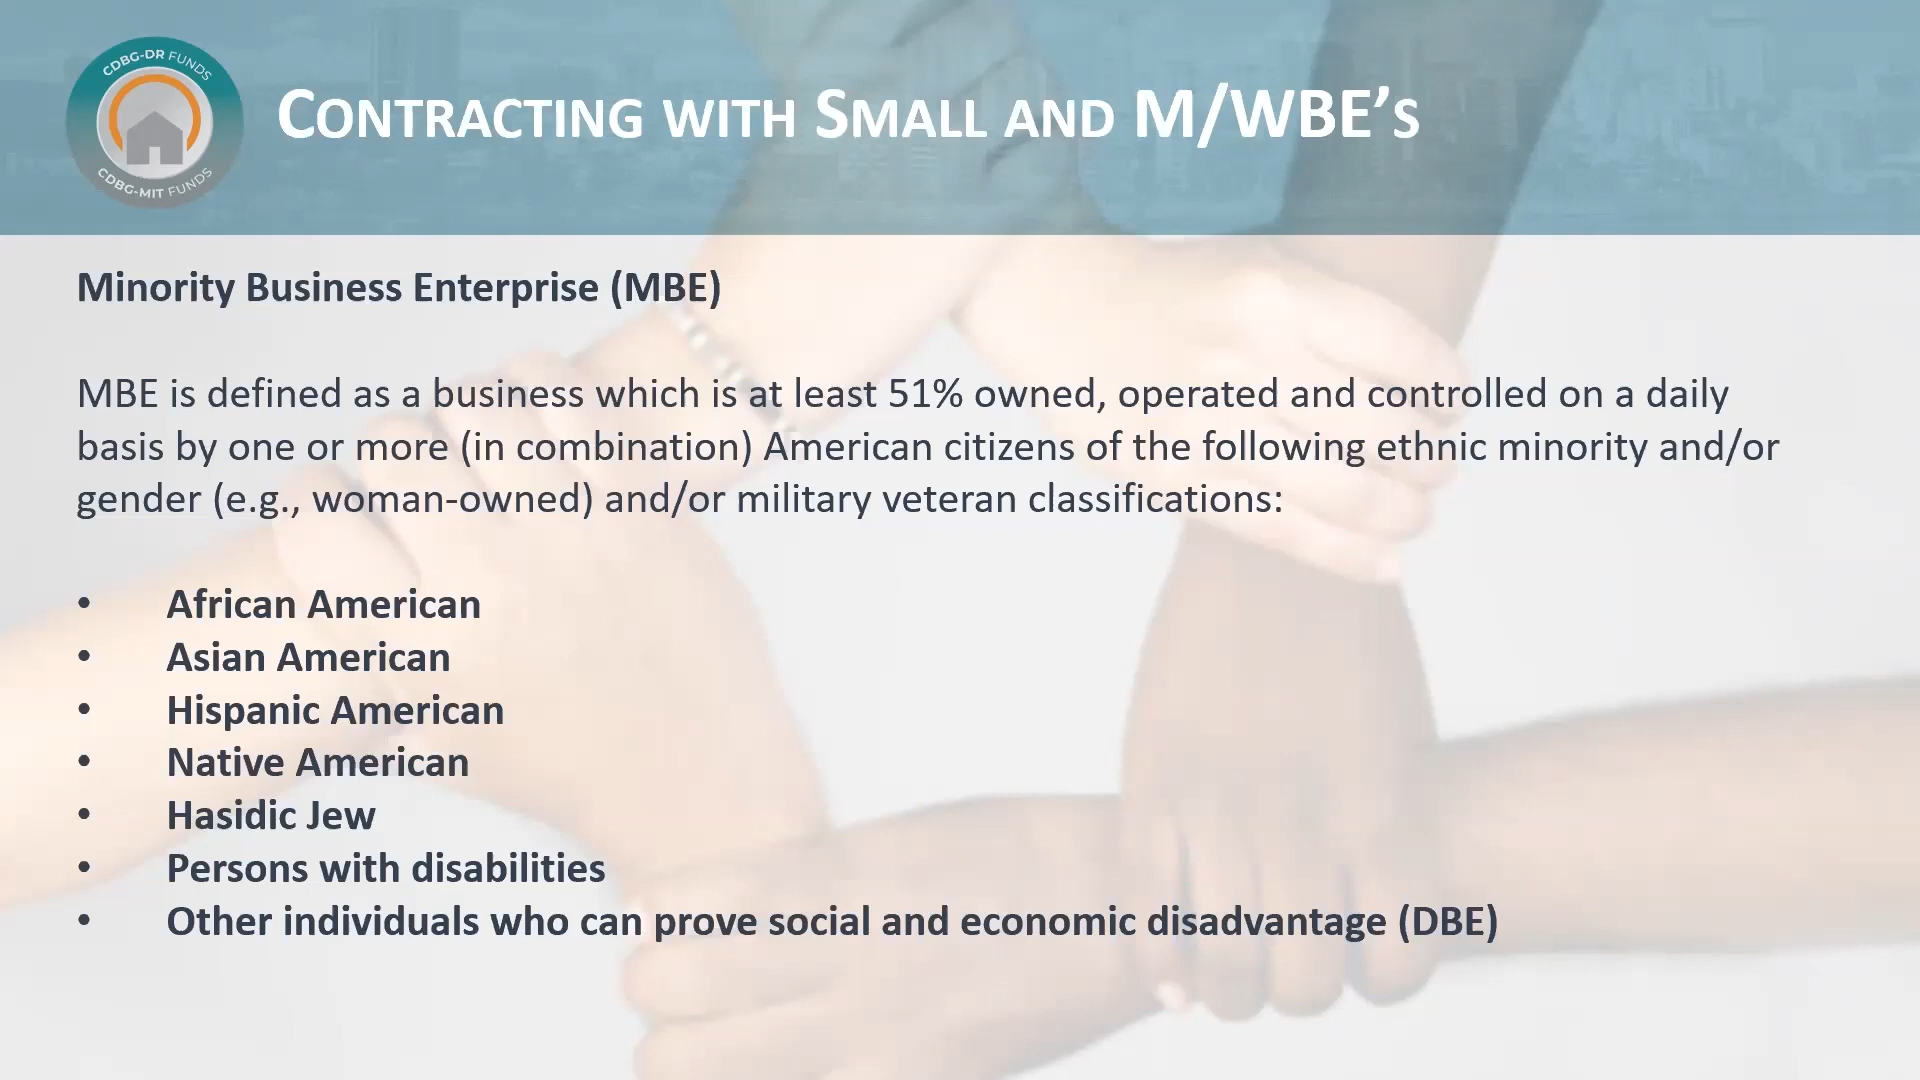 CDBG-DR FUNDS
CDBG-MIT FUNDS
CONTRACTING WITH SMALL AND M/WBE'S
Minority Business Enterprise (MBE)
MBE is defined as a business which is at least 51% owned, operated and controlled on a daily
basis by one or more (in combination) American citizens of the following ethnic minority and/or
gender (e.g., woman-owned) and/or military veteran classifications:
• African American
• Asian American
• Hispanic American
• Native American
• Hasidic Jew
• Persons with disabilities
• Other individuals who can prove social and economic disadvantage (DBE)